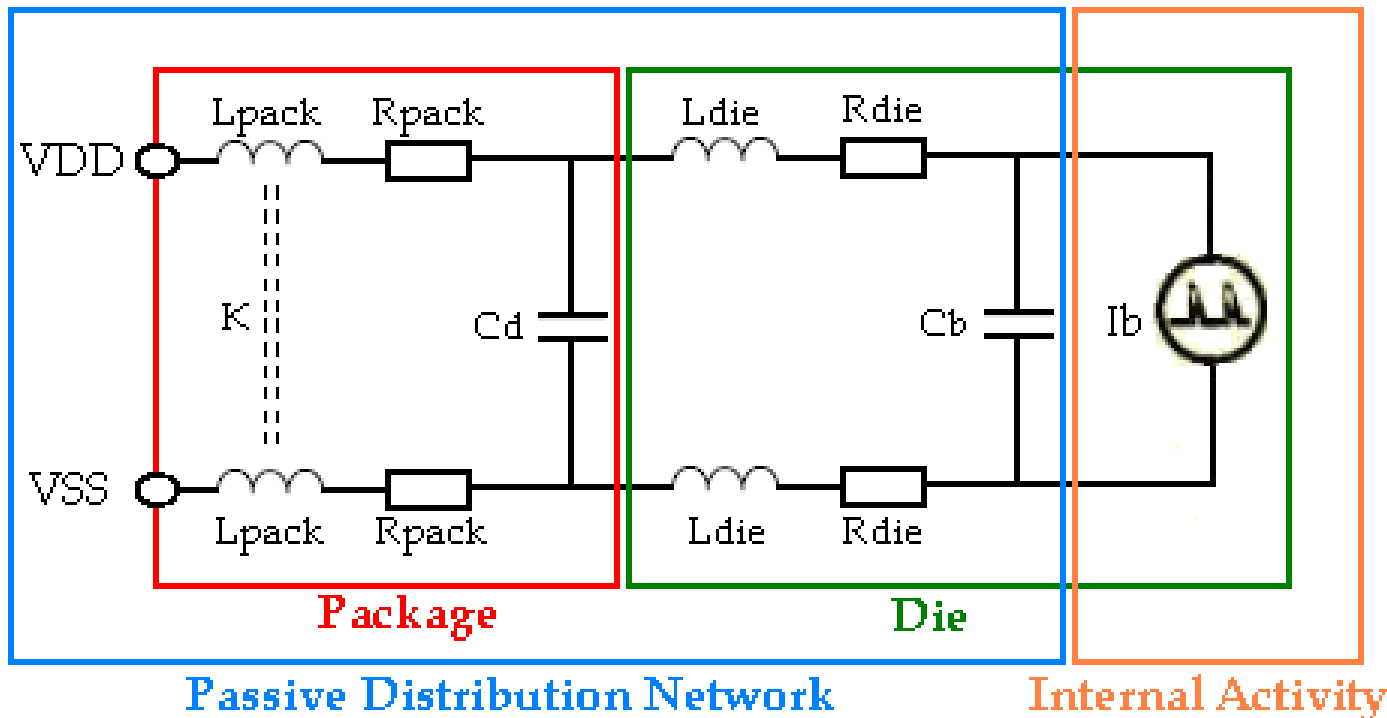 Lpack Rpack Ldie Rdie
VDD
K Cd Cb Ib
VSS
Lpack Rpack Ldie Rdie
Package Die
Passive Distribution Network Internal Activity